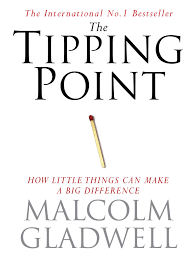 The International No.1 Bestseller
The
TIPPING
POINT
HOW LITTLE THINGS CAN MAKE
A BIG DIFFERENCE
MALCOLM
GLADWELL